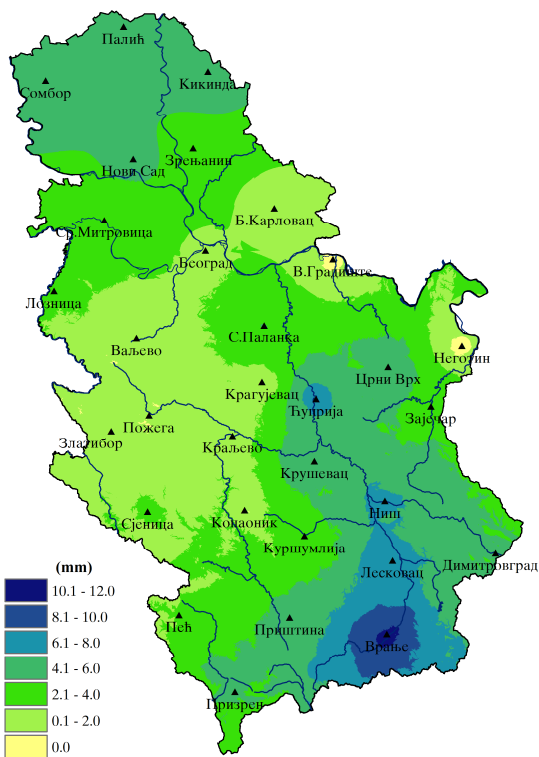 Палић
Сомбор
Кикинда
Зрењанин
Нови Сад
Б.Карловац
Ср.Митровица
Београд
В.Градиште
Лозница
С.Паланка
Ваљево
Неготин
Црни Врх
Крагујевац
Ћуприја
Зајечар
Пожега
Златибор
Краљево
Крушевац
Ниш
Сјеница
Копаоник
Куршумлија
Димитровград
Лесковац
Пећ
Приштина
Врање
Призрен
(mm)
10.1 - 12.0
8.1 - 10.0
6.1 - 8.0
4.1 - 6.0
2.1 - 4.0
0.1 - 2.0
0.0